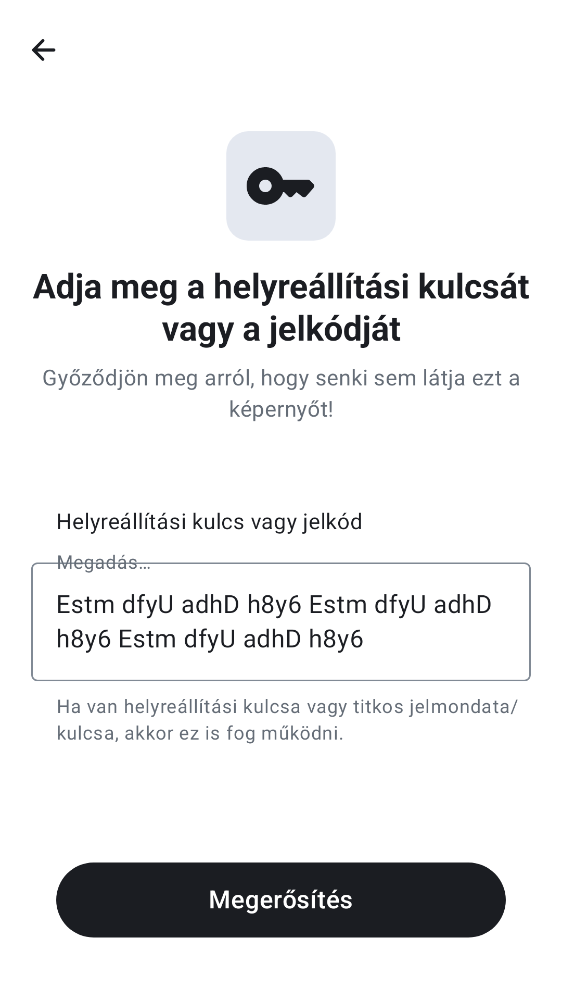 Adja meg a helyreállítási kulcsát
vagy a jelkódját
Győződjön meg arról, hogy senki sem látja ezt a
képernyőt!
Helyreállítási kulcs vagy jelkód
Megadás…
Estm dfyU adhD h8y6 Estm dfyU adhD
h8y6 Estm dfyU adhD h8y6
Ha van helyreállítási kulcsa vagy titkos jelmondata/
kulcsa, akkor ez is fog működni.
Megerősítés